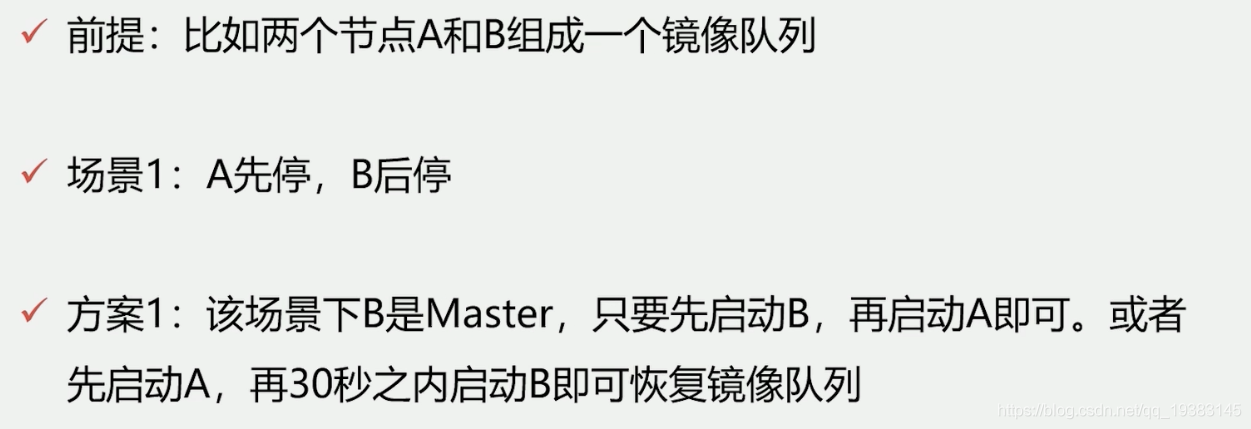 ✓ 前提：比如两个节点A和B组成一个镜像队列
✓ 场景1：A先停，B后停
✓ 方案1：该场景下B是Master，只要先启动B，再启动A即可。或者
先启动A，再30秒之内启动B即可恢复镜像队列
https://blog.csdn.net/qq_19383145